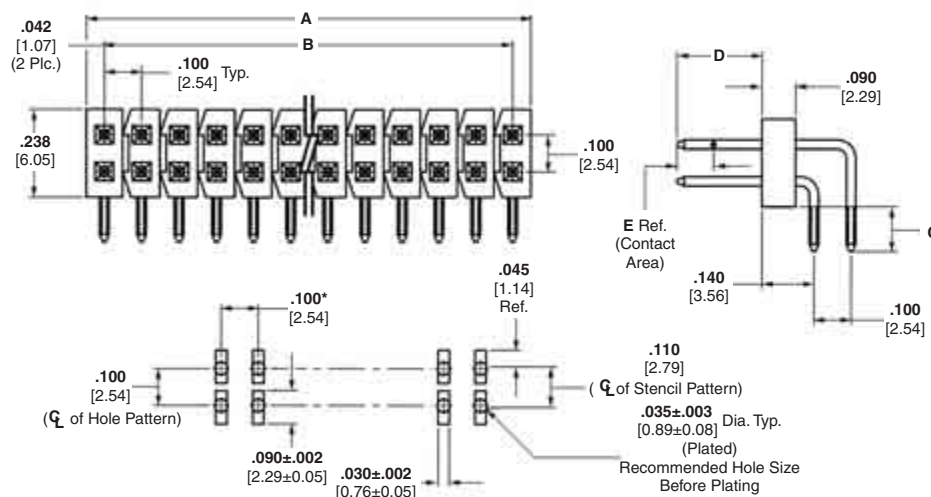 A
.042
[1.07]
(2 Plc.)
B
.100
[2.54]
Typ.
.238
[6.05]
.100
[2.54]
D
.090
[2.29]
E Ref.
(Contact
Area)
.140
[3.56]
.100
[2.54]
.100*
[2.54]
.045
[1.14]
Ref.
.100
[2.54]
(℄ of Hole Pattern)
.110
[2.79]
(℄ of Stencil Pattern)
.090±.002
[2.29±0.05]
.030±.002
[0.76±0.05]
.035±.003
[0.89±0.08]
Dia. Typ.
(Plated)
Recommended Hole Size
Before Plating